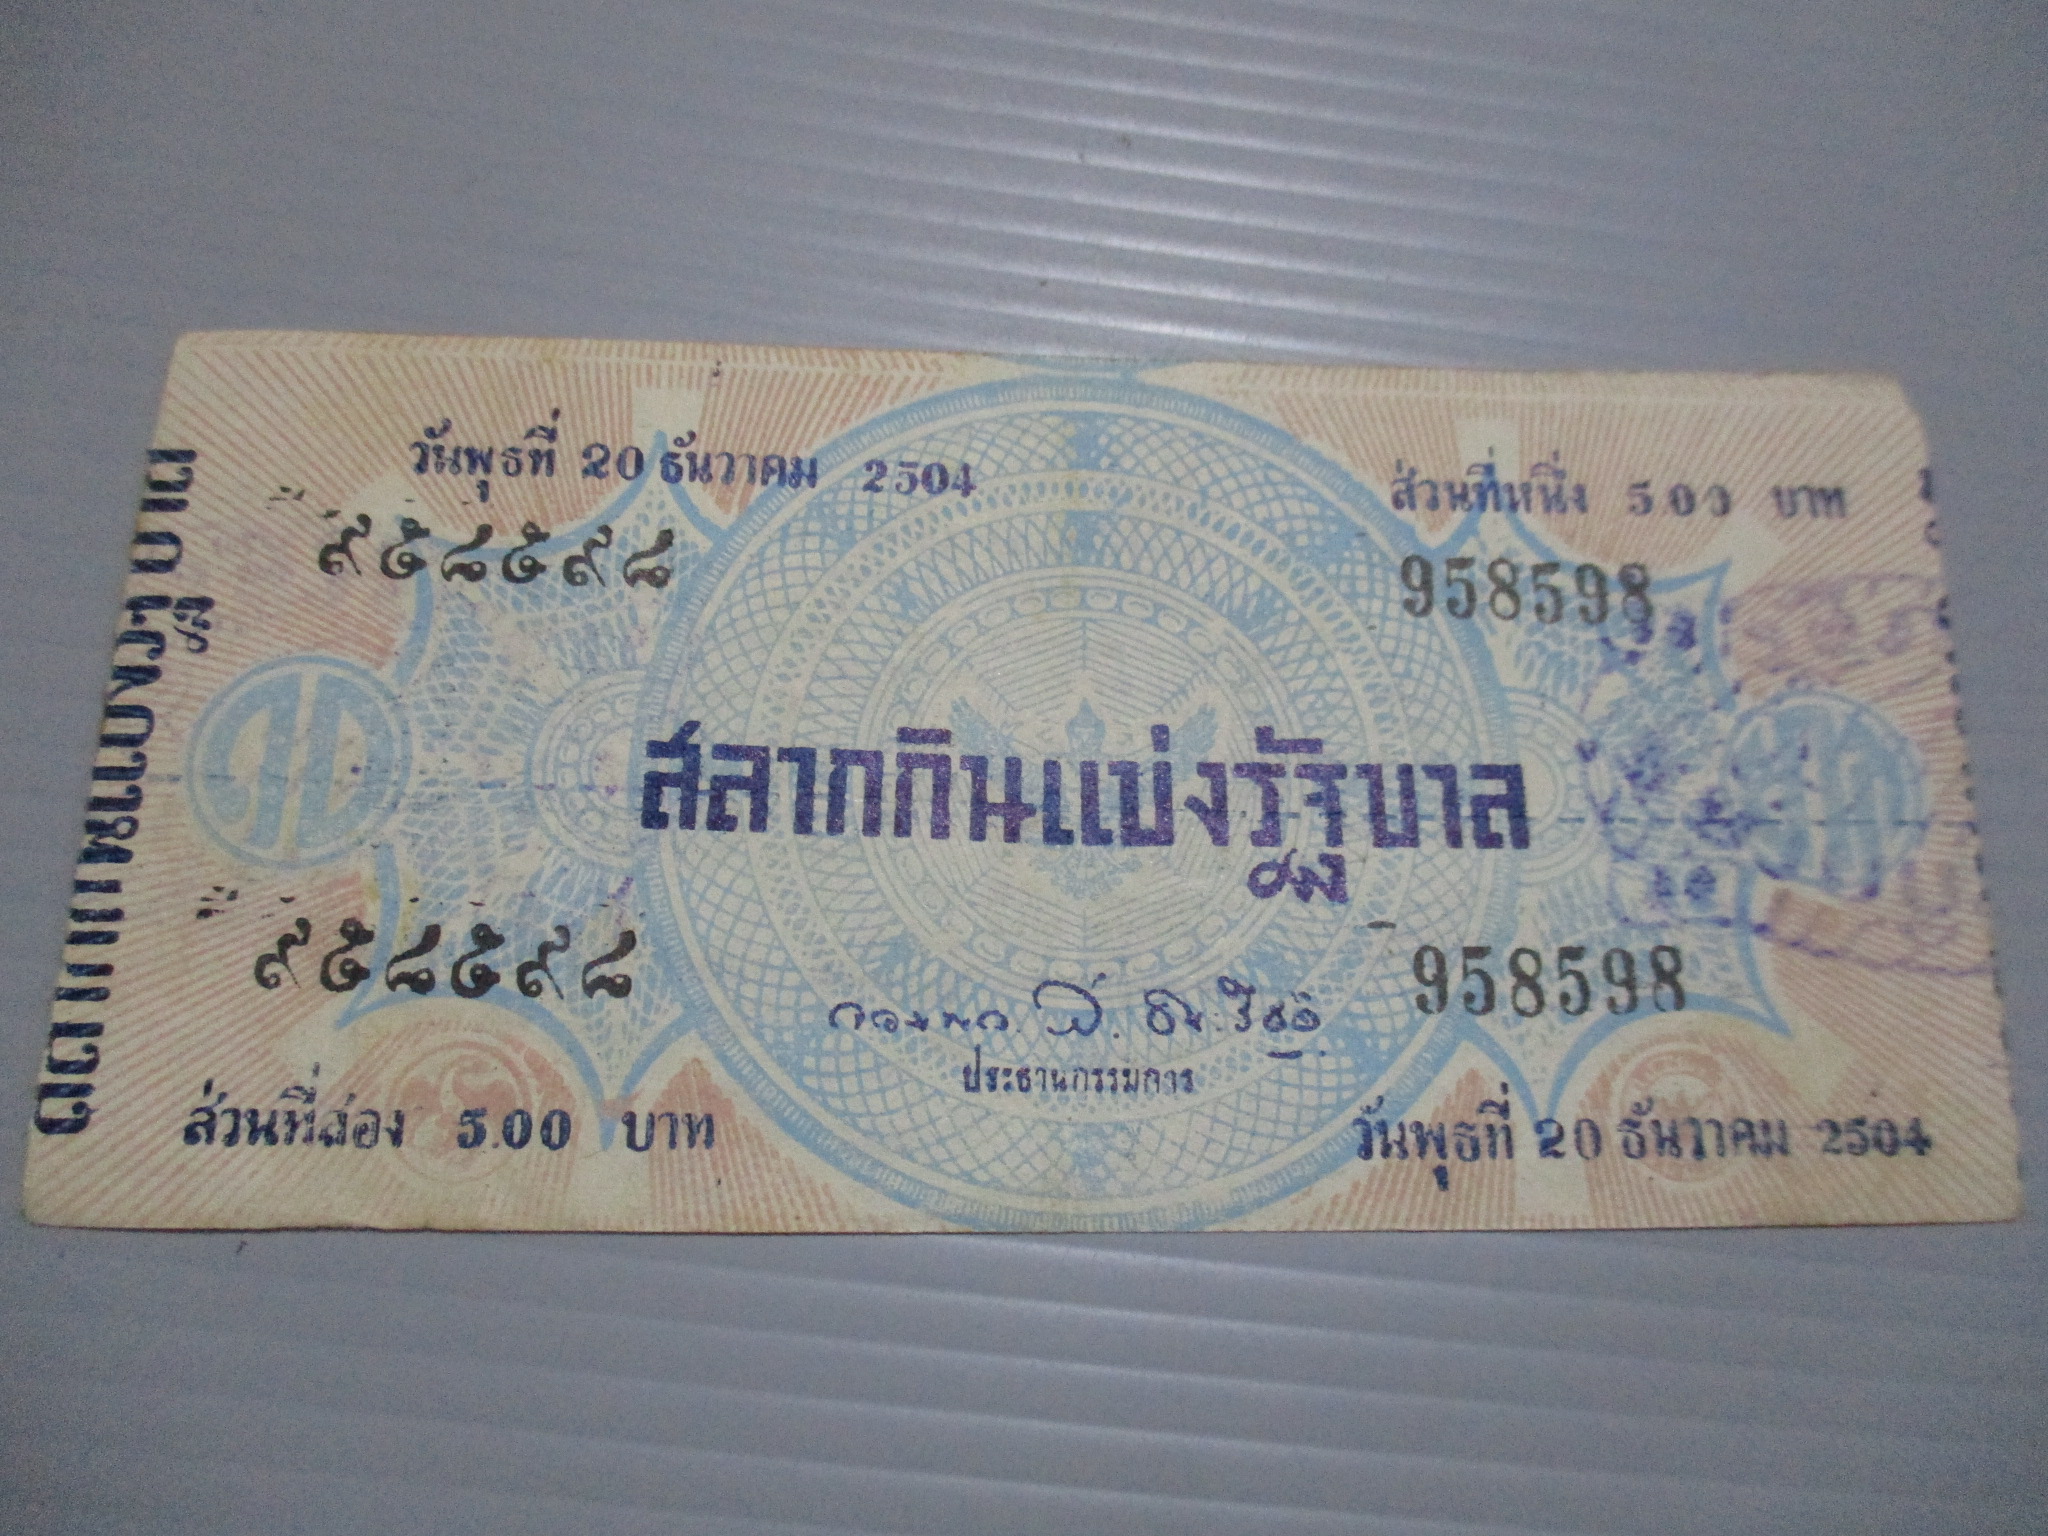 วันพุธที่ 20 ธันวาคม 2504
ส่วนที่หนึ่ง 5.00 บาท
๙๕๘๕๙๘
958598
สลากกินแบ่งรัฐบาล
๙๕๘๕๙๘
958598
ประธานกรรมการ
ส่วนที่สอง 5.00 บาท
วันพุธที่ 20 ธันวาคม 2504